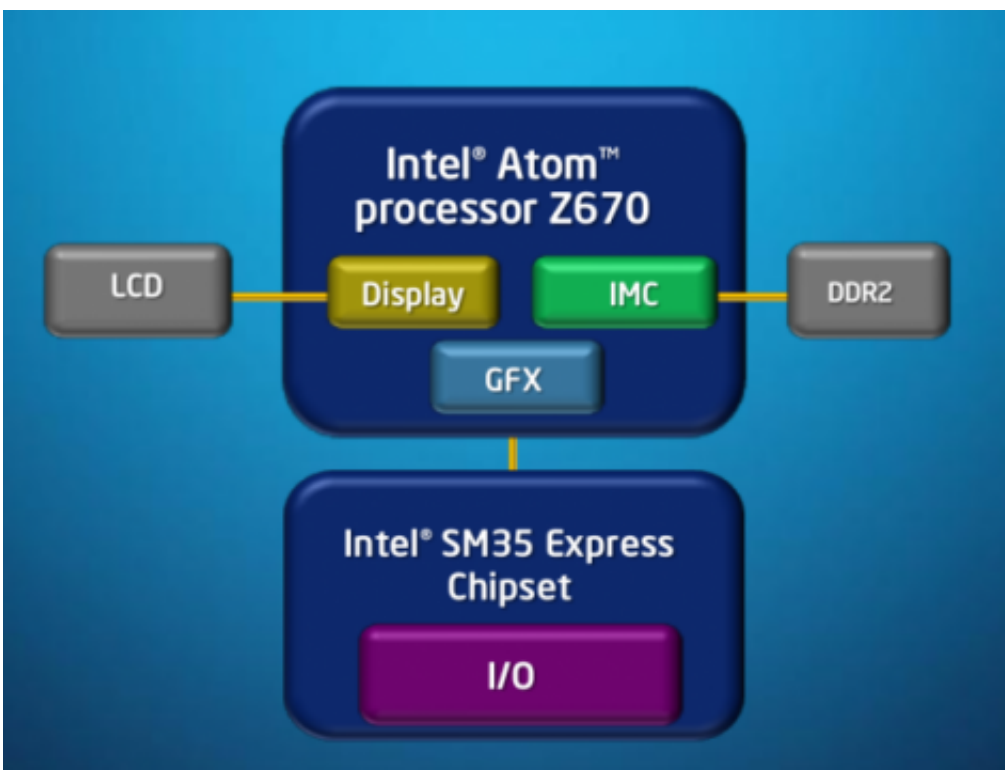 Intel® Atom™
processor Z670
LCD
Display
IMC
DDR2
GFX
Intel® SM35 Express
Chipset
I/O